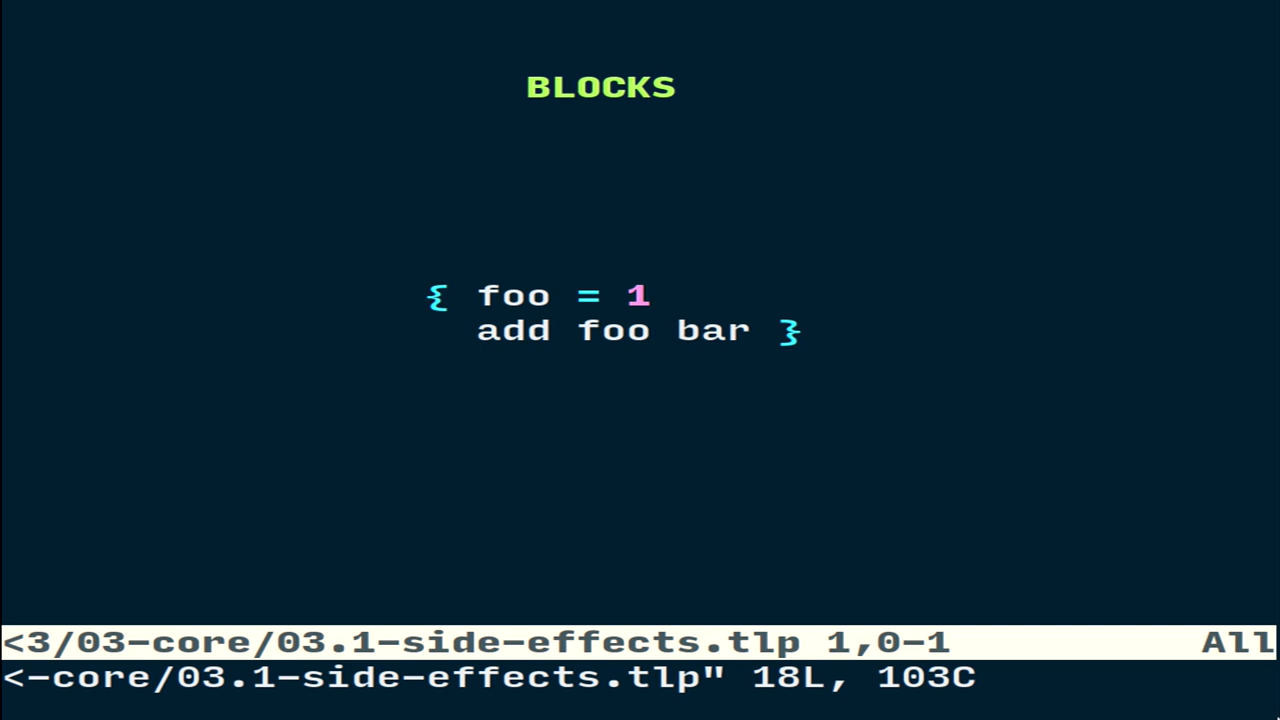 BLOCKS
{ foo = 1
add foo bar }
<3/03-core/03.1-side-effects.tlp 1,0-1 All
<-core/03.1-side-effects.tlp" 18L, 103C